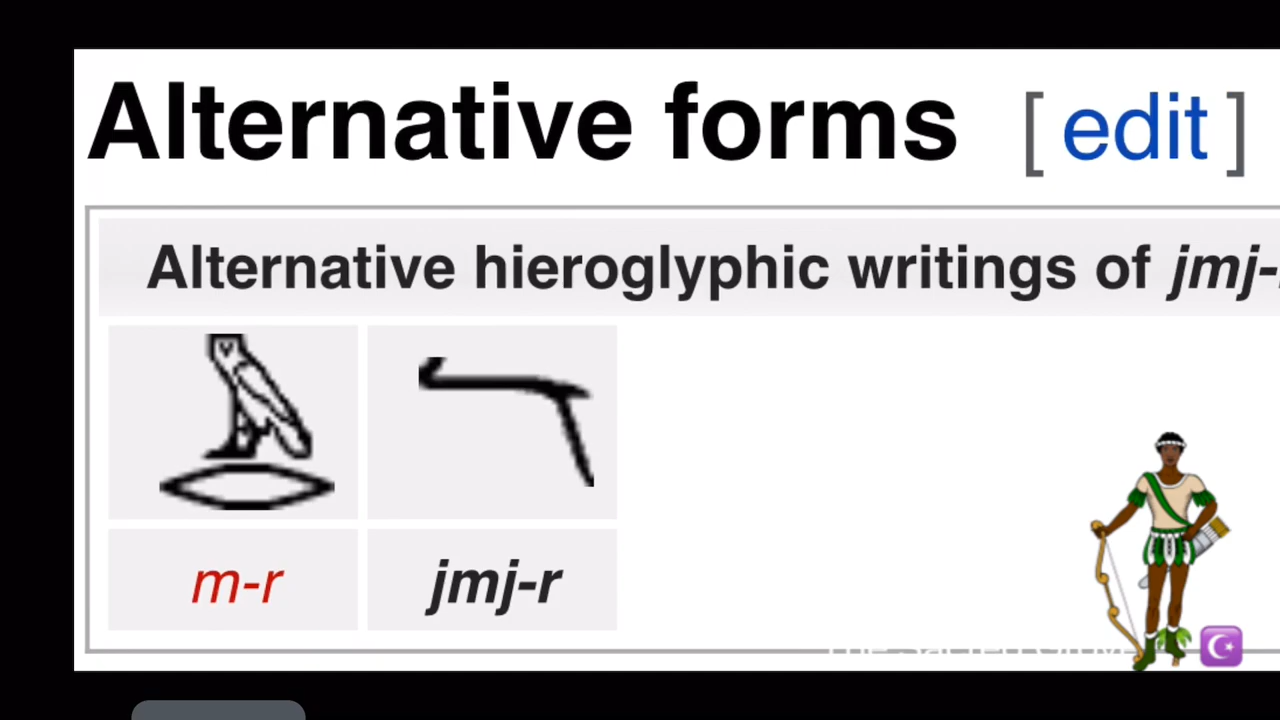 Alternative forms [ edit ]
Alternative hieroglyphic writings of jmj-
m-r jmj-r